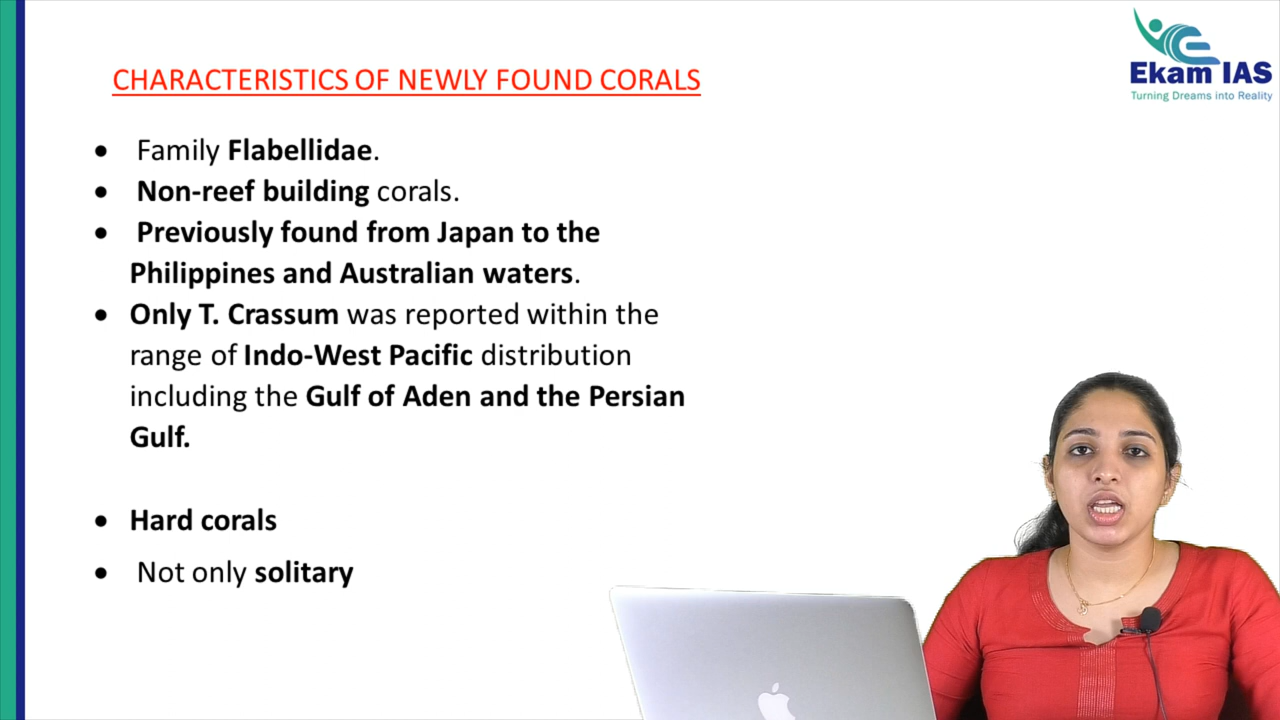 Ekam IAS
Turning Dreams into Reality
CHARACTERISTICS OF NEWLY FOUND CORALS
• Family Flabellidae.
• Non-reef building corals.
• Previously found from Japan to the
Philippines and Australian waters.
• Only T. Crassum was reported within the
range of Indo-West Pacific distribution
including the Gulf of Aden and the Persian
Gulf.
• Hard corals
• Not only solitary